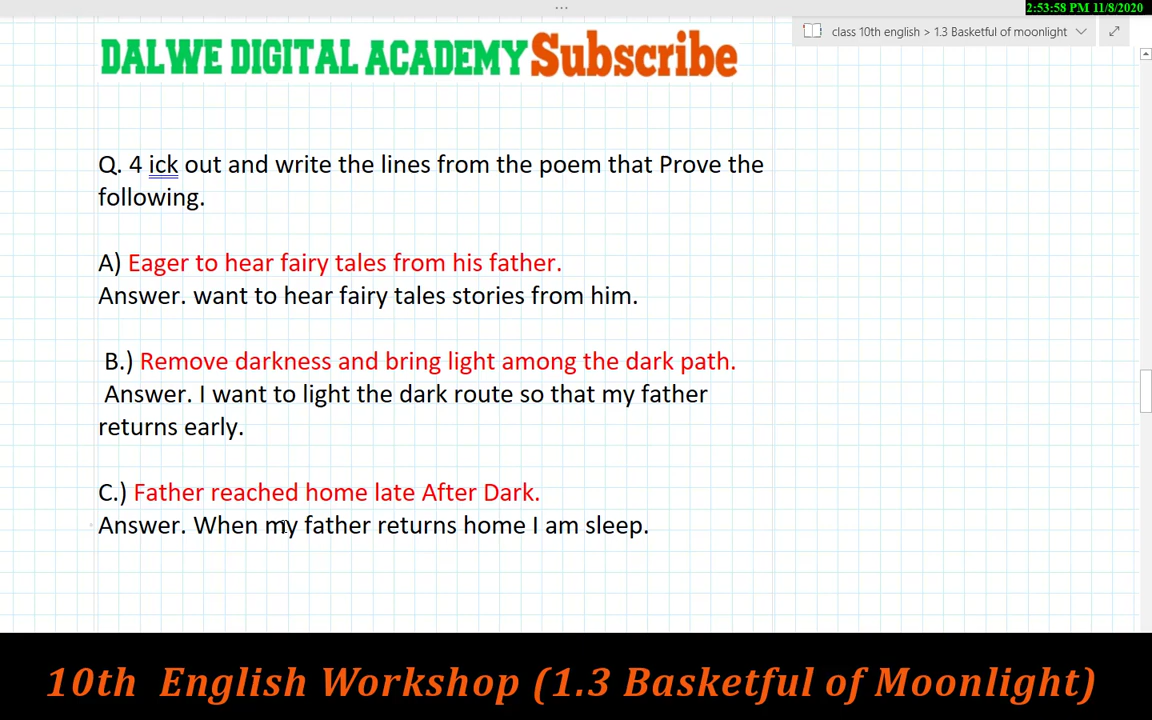 2:53:58 PM 11/8/2020
class 10th english > 1.3 Basketful of moonlight
DALWE DIGITAL ACADEMY Subscribe
Q. 4 ick out and write the lines from the poem that Prove the
following.
A) Eager to hear fairy tales from his father.
Answer. want to hear fairy tales stories from him.
B.) Remove darkness and bring light among the dark path.
Answer. I want to light the dark route so that my father
returns early.
C.) Father reached home late After Dark.
Answer. When my father returns home I am sleep.
10th English Workshop (1.3 Basketful of Moonlight)